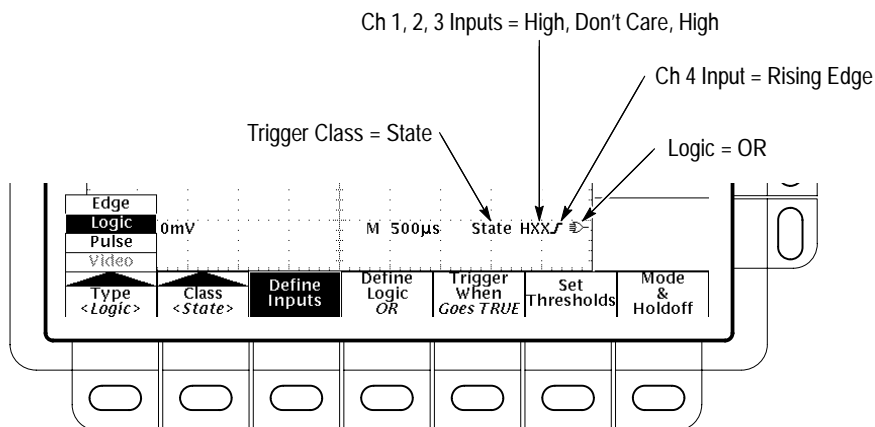 Ch 1, 2, 3 Inputs = High, Don't Care, High
Ch 4 Input = Rising Edge
Trigger Class = State
Logic = OR
Edge
Logic
Pulse
Video
0mV
M 500µs
State HXX
Type
<Logic>
Class
<State>
Define
Inputs
Define
Logic
OR
Trigger
When
Goes TRUE
Set
Thresholds
Mode
&
Holdoff